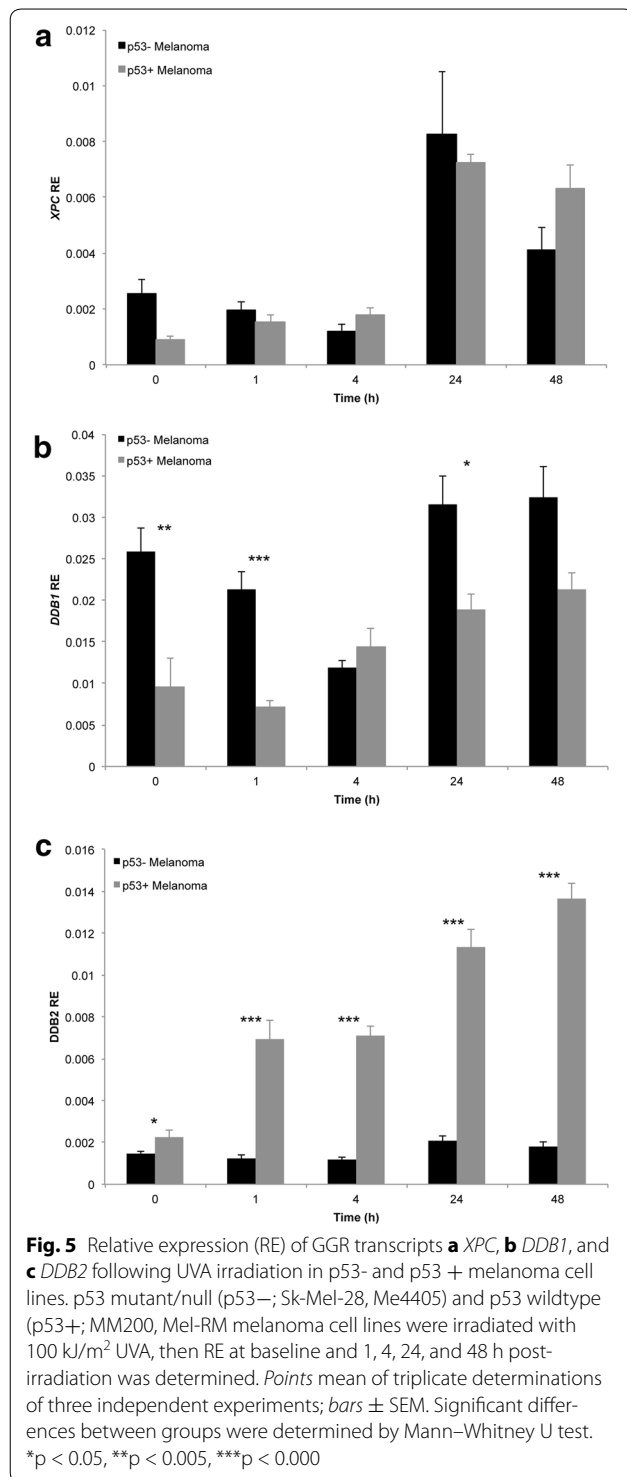 a
0.012
p53- Melanoma
p53+ Melanoma
0.01
0.008
XPC RE
0.006
0.004
0.002
0
0 1 4 24 48
Time (h)
b
0.04
p53- Melanoma
p53+ Melanoma
0.035
0.03
**
***
*
0.025
DDB1 RE
0.02
0.015
0.01
0.005
0
0 1 4 24 48
Time (h)
c
0.016
p53- Melanoma
p53+ Melanoma
0.014
***
0.012
***
0.01
DDB2 RE
0.008
***
***
0.006
0.004
*
0.002
0
0 1 4 24 48
Time (h)
Fig. 5 Relative expression (RE) of GGR transcripts a XPC, b DDB1, and
c DDB2 following UVA irradiation in p53- and p53 + melanoma cell
lines. p53 mutant/null (p53−; Sk-Mel-28, Me4405) and p53 wildtype
(p53+; MM200, Mel-RM melanoma cell lines were irradiated with
100 kJ/m² UVA, then RE at baseline and 1, 4, 24, and 48 h post-
irradiation was determined. Points mean of triplicate determinations
of three independent experiments; bars ± SEM. Significant differ-
ences between groups were determined by Mann–Whitney U test.
*p < 0.05, **p < 0.005, ***p < 0.000